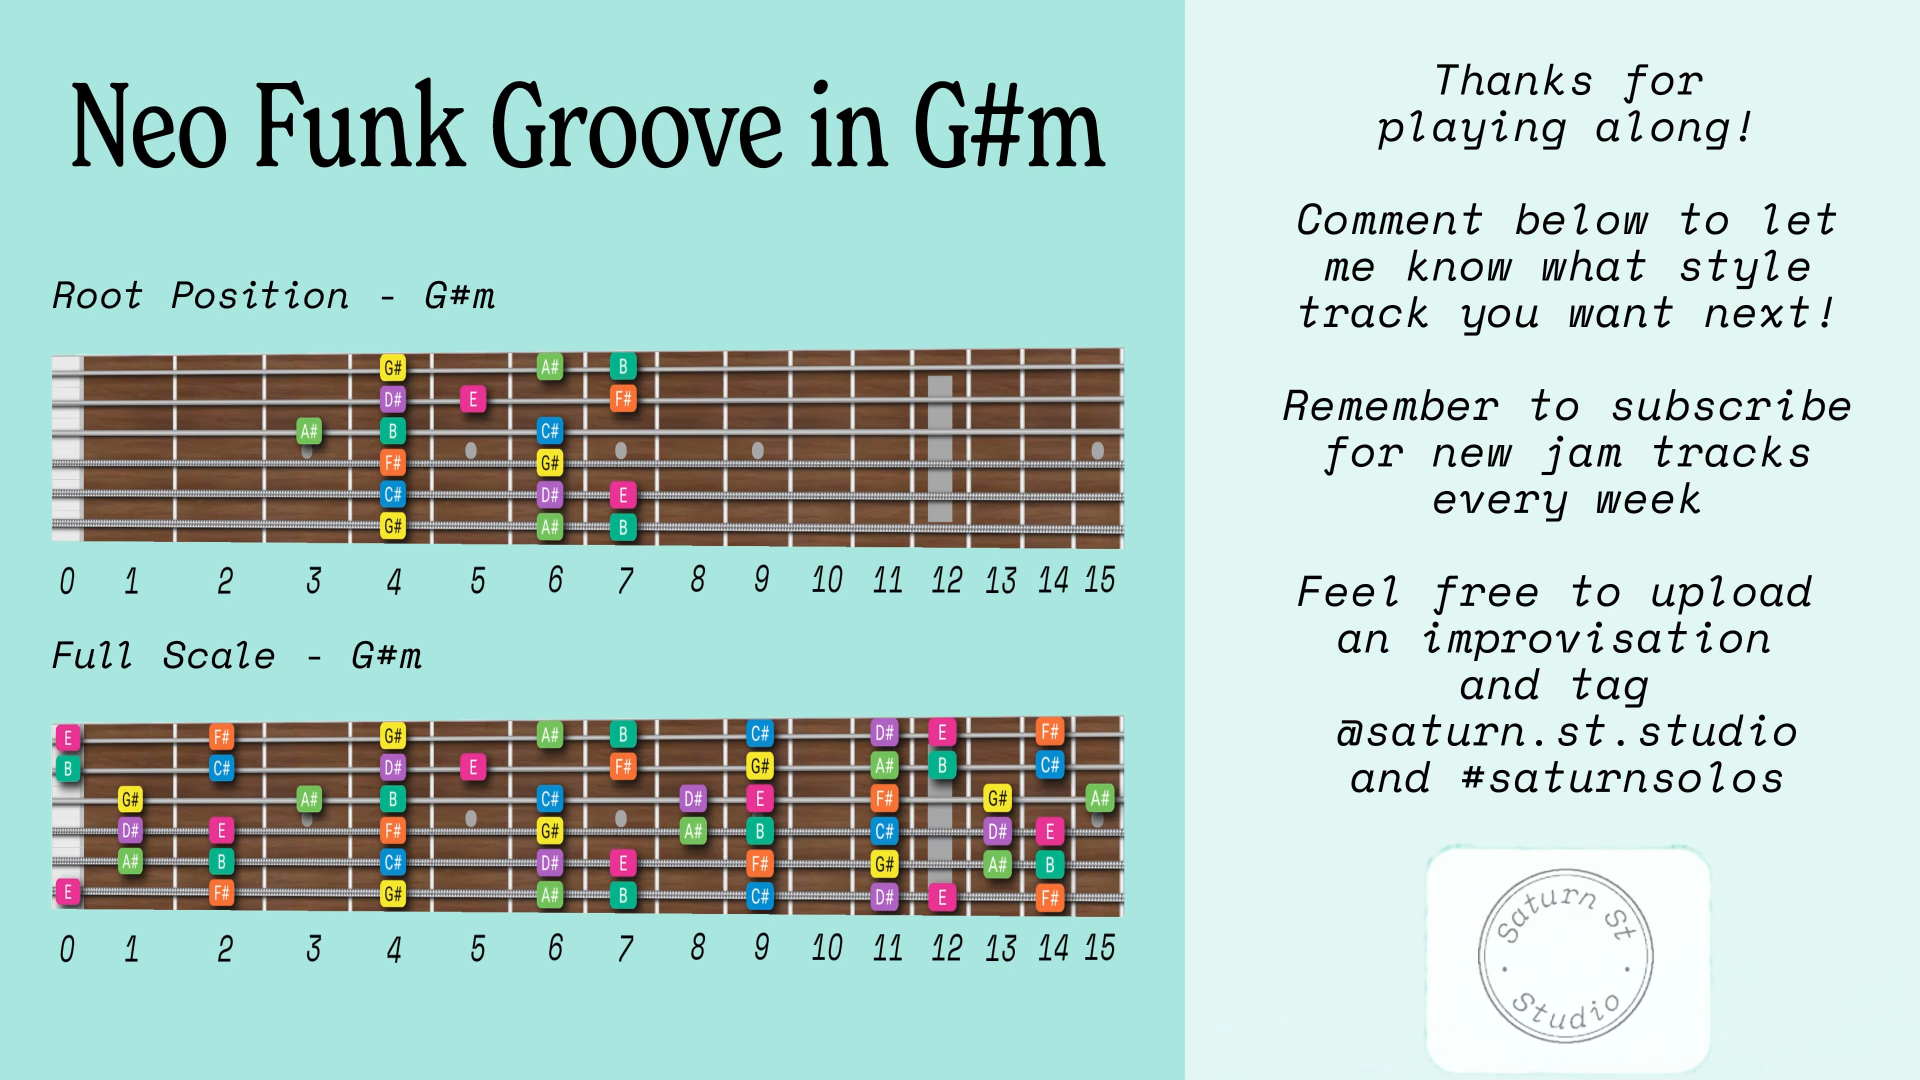 Neo Funk Groove in G#m
Root Position - G#m
G# A# B
D# E F#
A# B C#
F# G#
C# D# E
G# A# B
0 1 2 3 4 5 6 7 8 9 10 11 12 13 14 15
Full Scale - G#m
E F# G# A# B C# D# E F#
B C# D# E F# G# A# B C#
G# A# B C# D# E F# G# A#
D# E F# G# A# B C# D# E
A# B C# D# E F# G# A# B
E F# G# A# B C# D# E F#
0 1 2 3 4 5 6 7 8 9 10 11 12 13 14 15
Thanks for
playing along!
Comment below to let
me know what style
track you want next!
Remember to subscribe
for new jam tracks
every week
Feel free to upload
an improvisation
and tag
@saturn.st.studio
and #saturnsolos
Saturn St
Studio